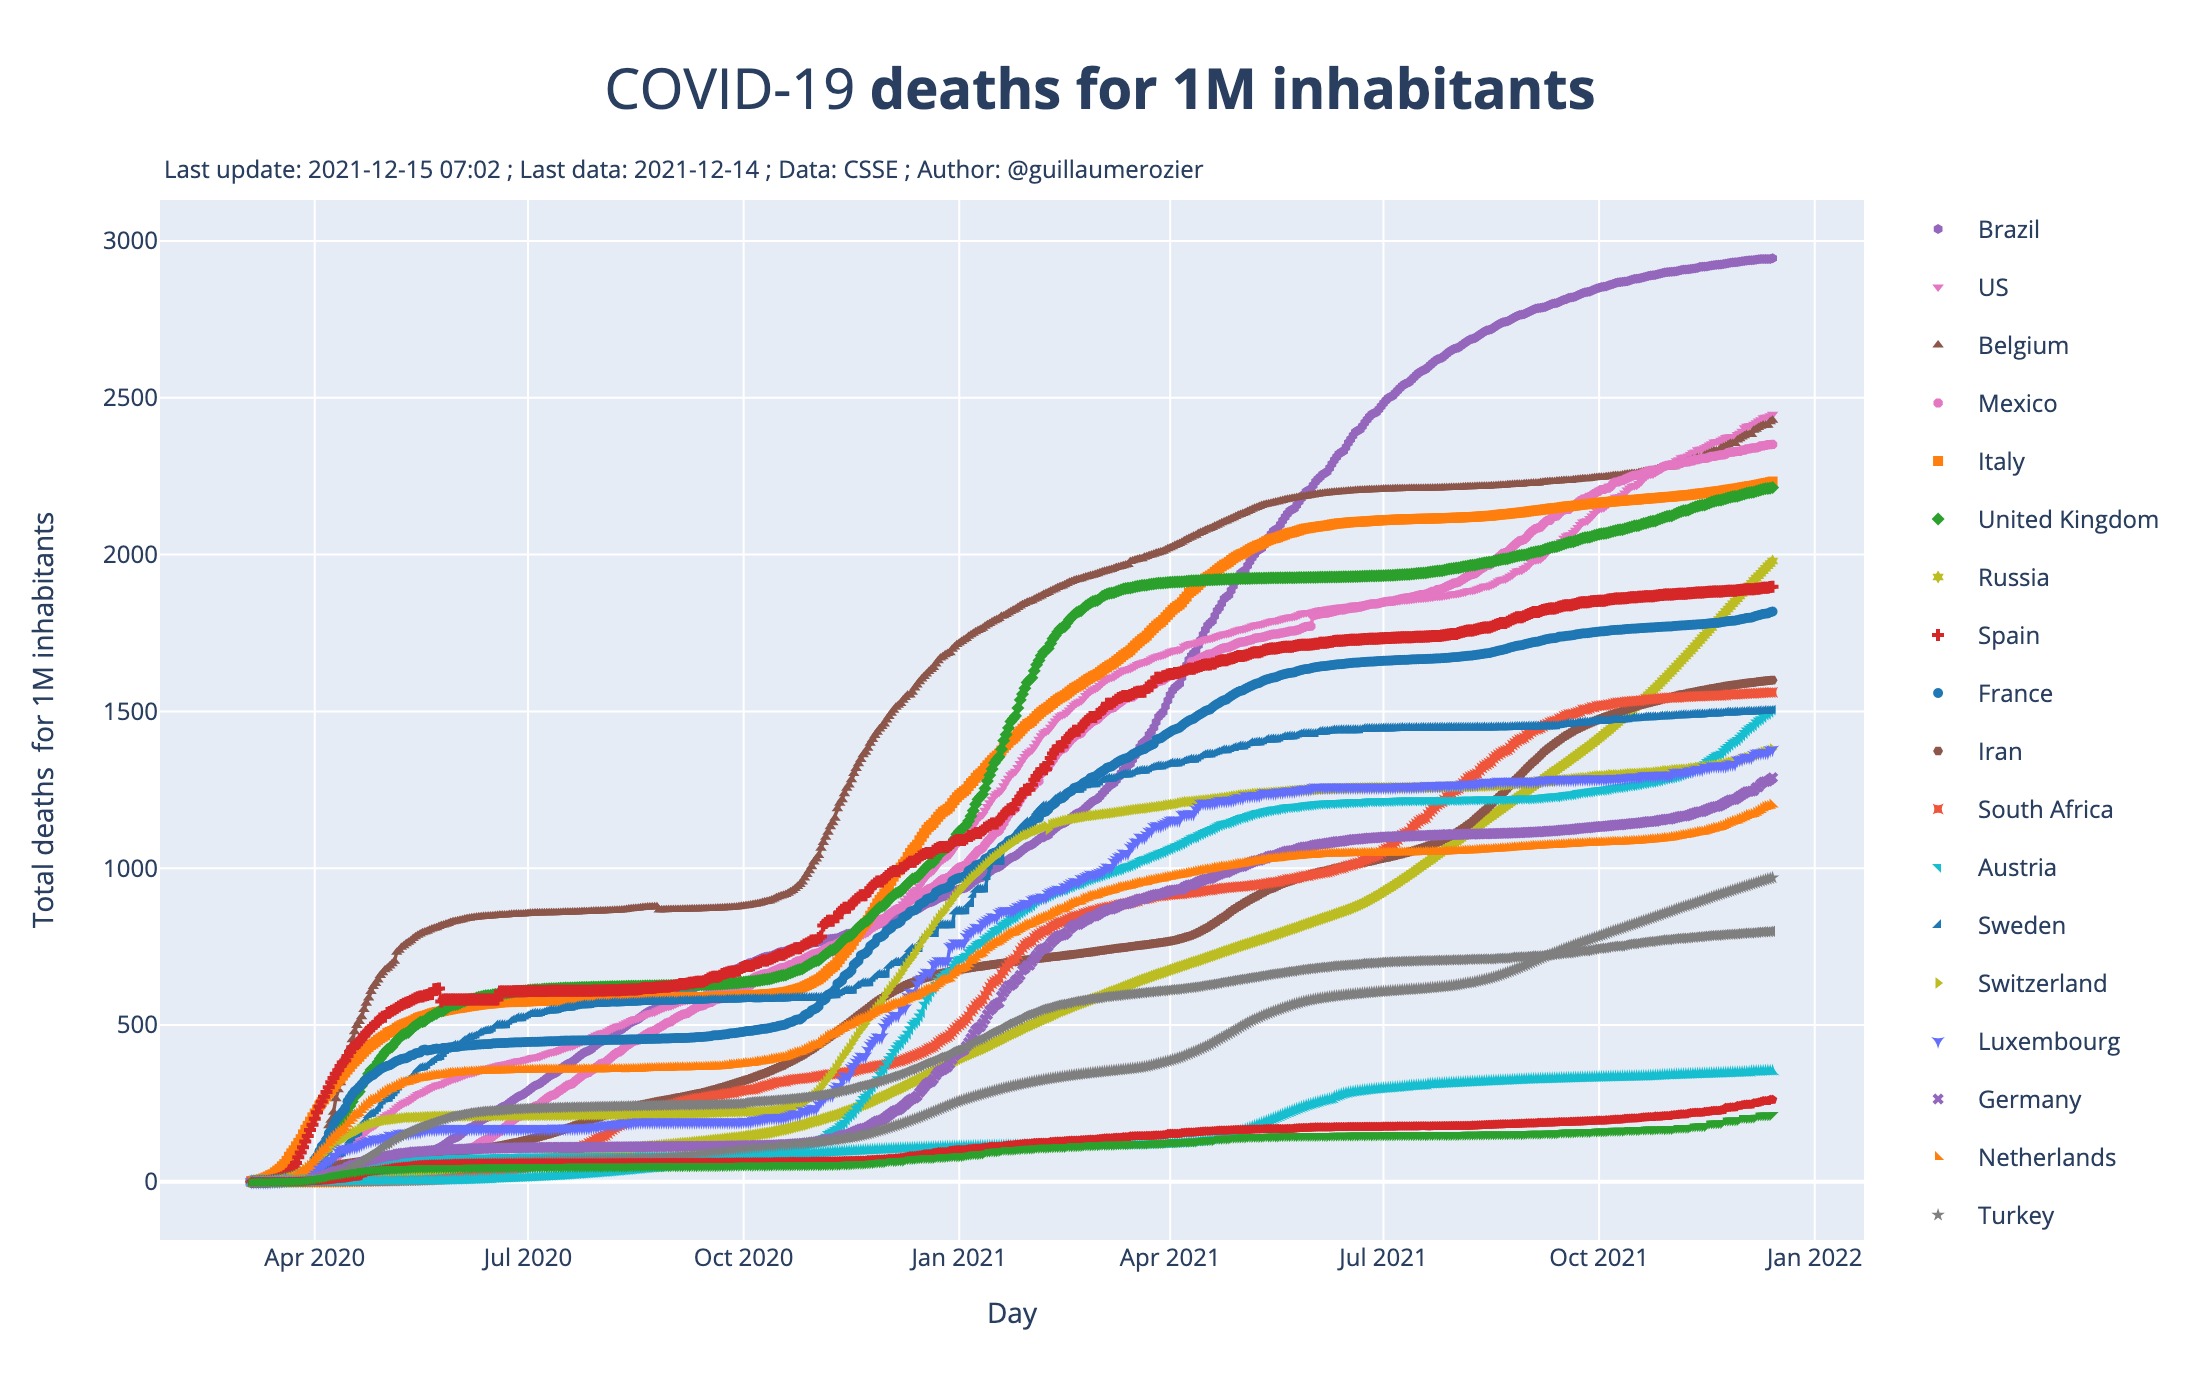 COVID-19 deaths for 1M inhabitants
Last update: 2021-12-15 07:02 ; Last data: 2021-12-14 ; Data: CSSE ; Author: @guillaumerozier
Total deaths for 1M inhabitants
3000
2500
2000
1500
1000
500
0
Apr 2020
Jul 2020
Oct 2020
Jan 2021
Apr 2021
Jul 2021
Oct 2021
Jan 2022
Day
Brazil
US
Belgium
Mexico
Italy
United Kingdom
Russia
Spain
France
Iran
South Africa
Austria
Sweden
Switzerland
Luxembourg
Germany
Netherlands
Turkey